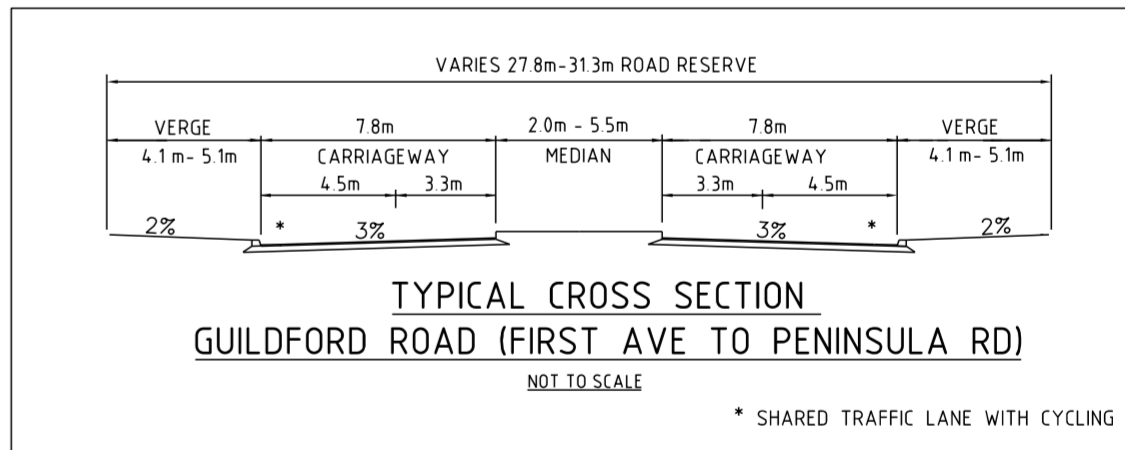 VARIES 27.8m-31.3m ROAD RESERVE
VERGE 7.8m 2.0m - 5.5m 7.8m VERGE
4.1 m- 5.1m CARRIAGEWAY MEDIAN CARRIAGEWAY 4.1 m- 5.1m
4.5m 3.3m 3.3m 4.5m
2% * 3% 3% * 2%
TYPICAL CROSS SECTION
GUILDFORD ROAD (FIRST AVE TO PENINSULA RD)
NOT TO SCALE
* SHARED TRAFFIC LANE WITH CYCLING